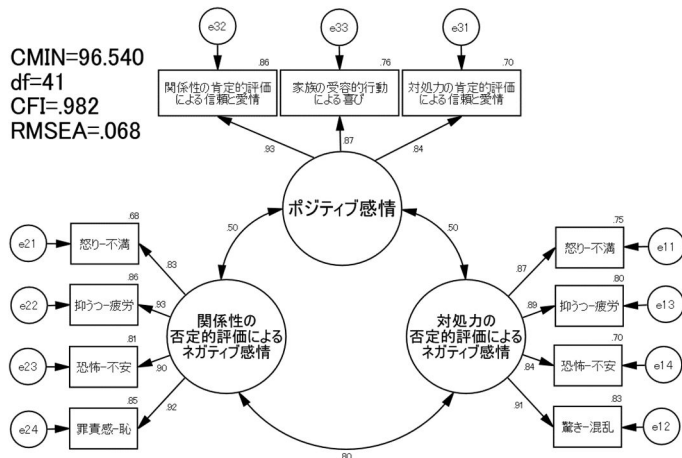 CMIN=96.540
df=41
CFI=.982
RMSEA=.068
e32
e33
e31
.86
.76
.70
関係性の肯定的評価
による信頼と愛情
家族の受容的行動
による喜び
対処力の肯定的評価
による信頼と愛情
.93
.87
.84
ポジティブ感情
.50
.50
.68
e21
怒り-不満
.83
.86
e22
抑うつ-疲労
.93
.81
e23
恐怖-不安
.90
.85
e24
罪責感-恥
.92
関係性の
否定的評価による
ネガティブ感情
対処力の
否定的評価による
ネガティブ感情
.75
.87
怒り-不満
e11
.80
.89
抑うつ-疲労
e13
.70
.84
恐怖-不安
e14
.83
.91
驚き-混乱
e12
.80